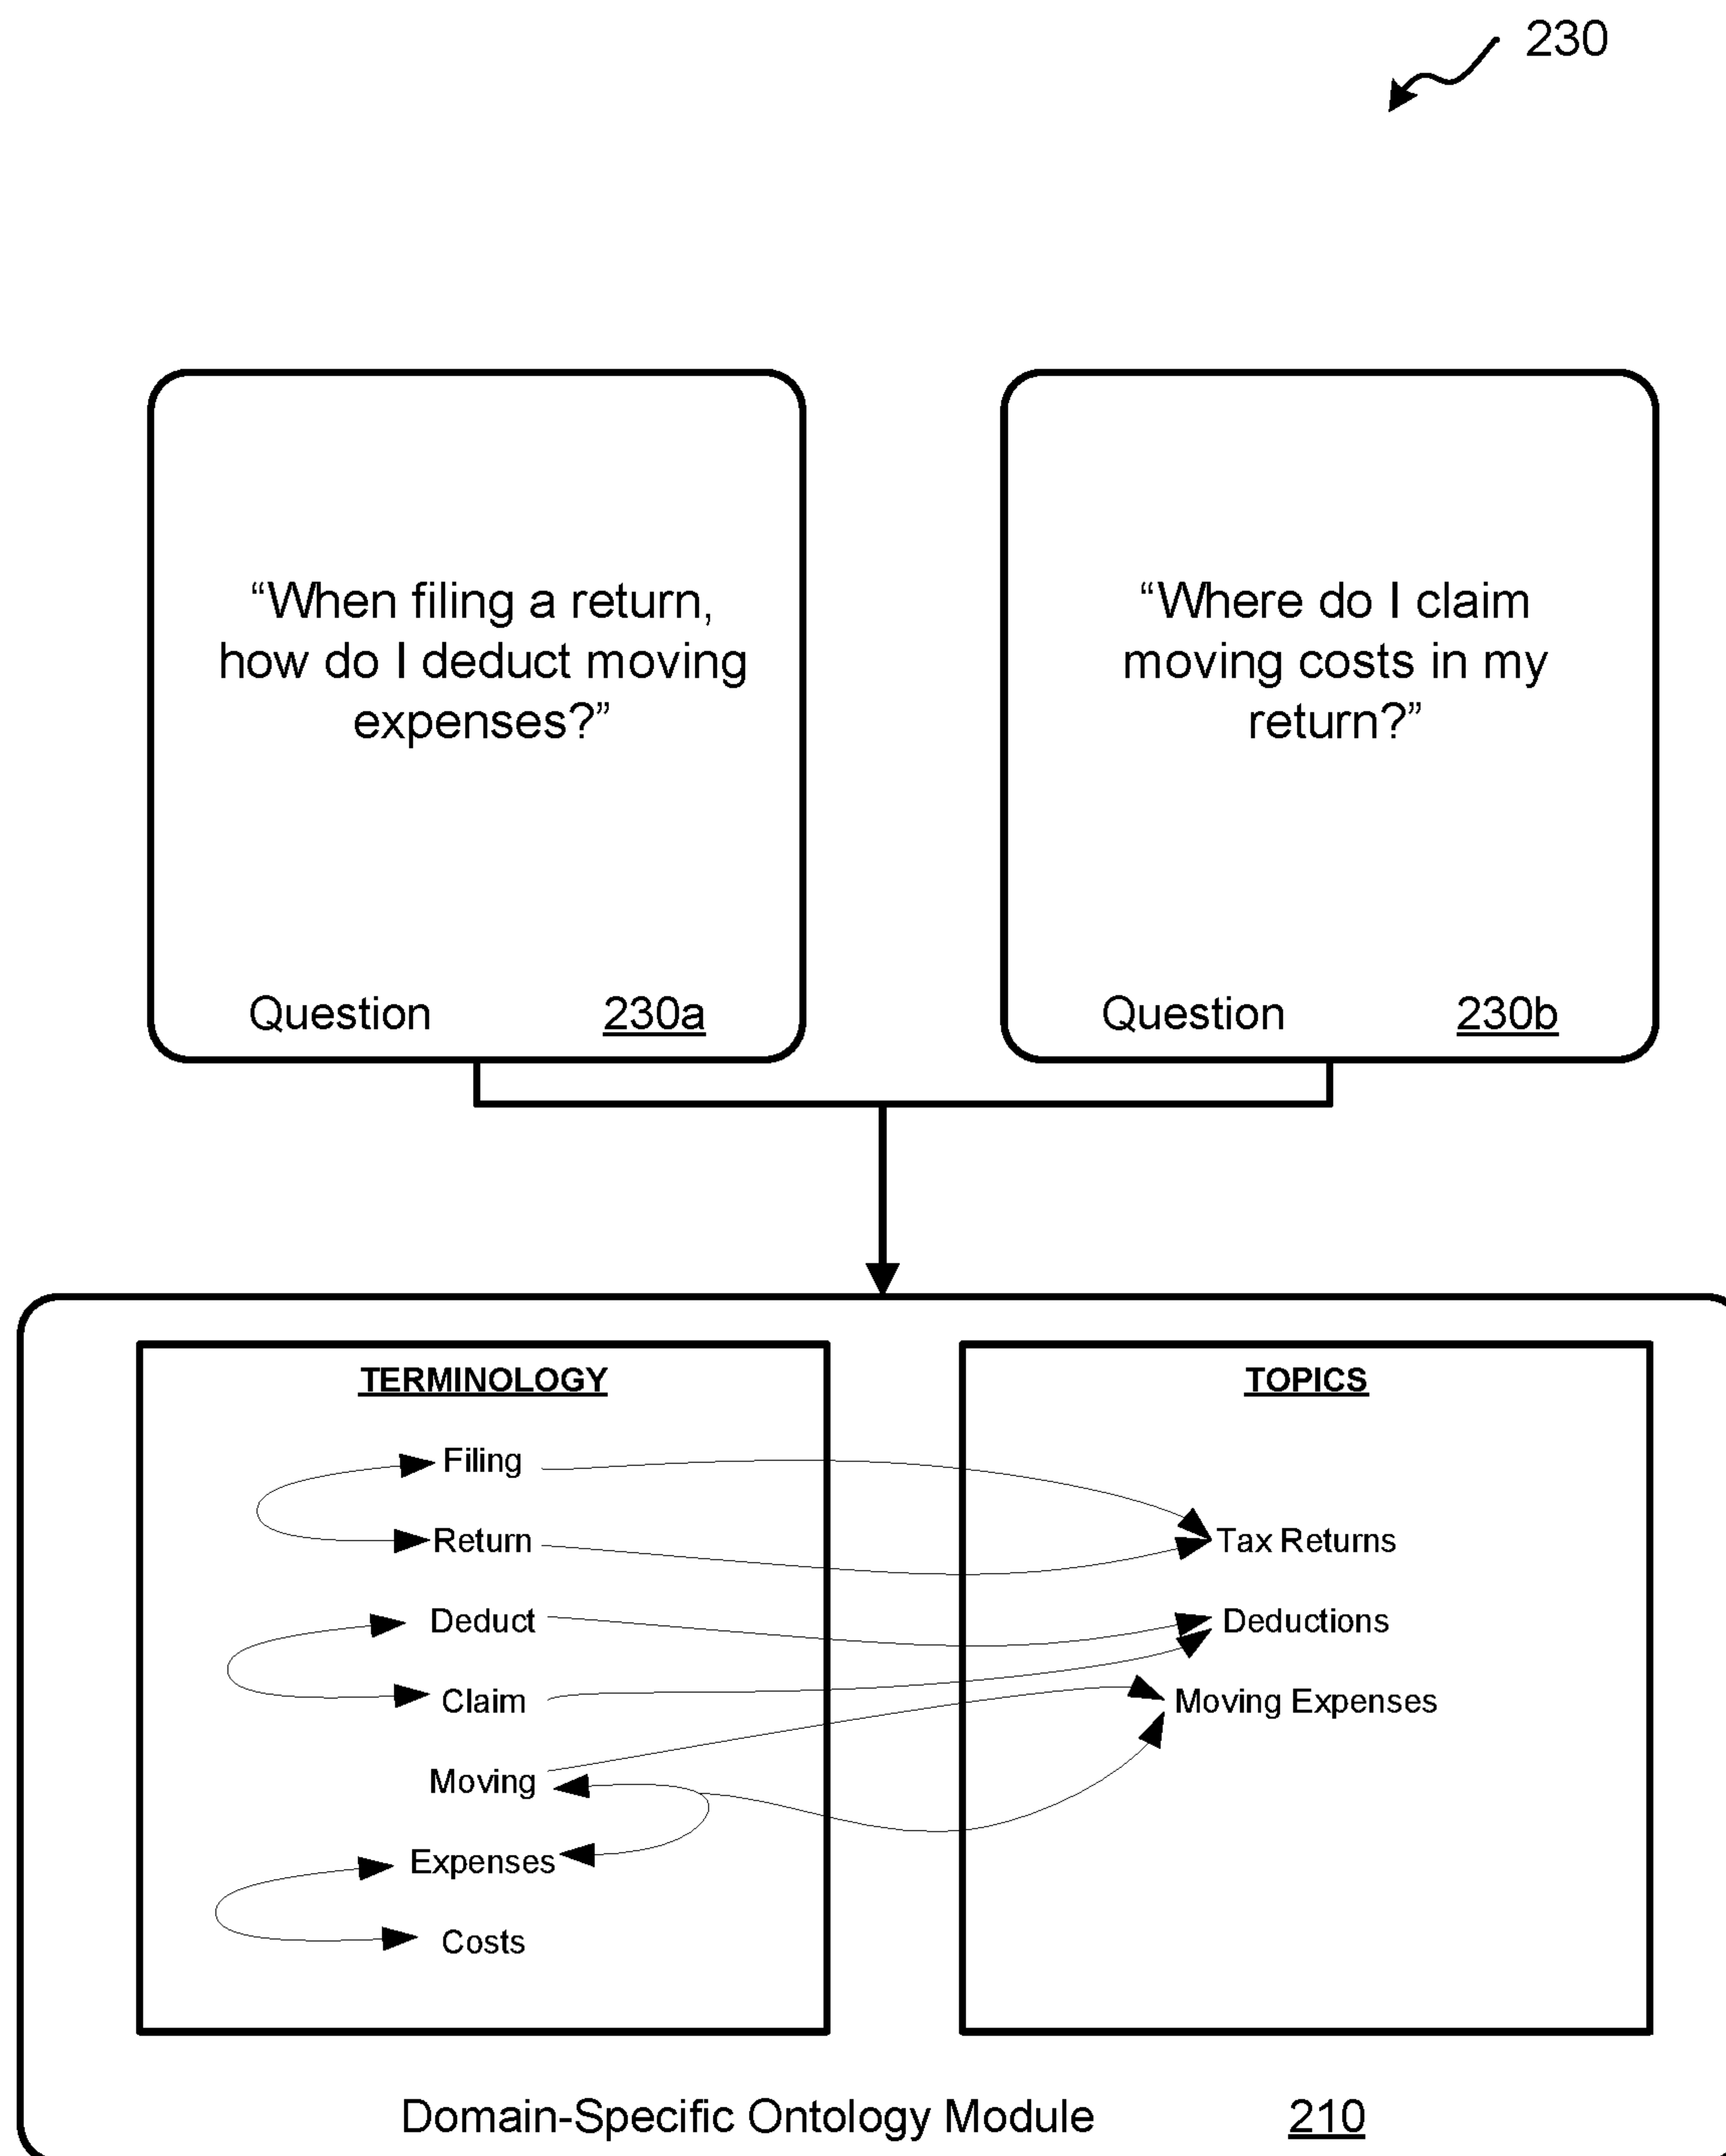 230
“When filing a return,
how do I deduct moving
expenses?”
Question 230a
“Where do I claim
moving costs in my
return?”
Question 230b
TERMINOLOGY
Filing
Return
Deduct
Claim
Moving
Expenses
Costs
TOPICS
Tax Returns
Deductions
Moving Expenses
Domain-Specific Ontology Module 210